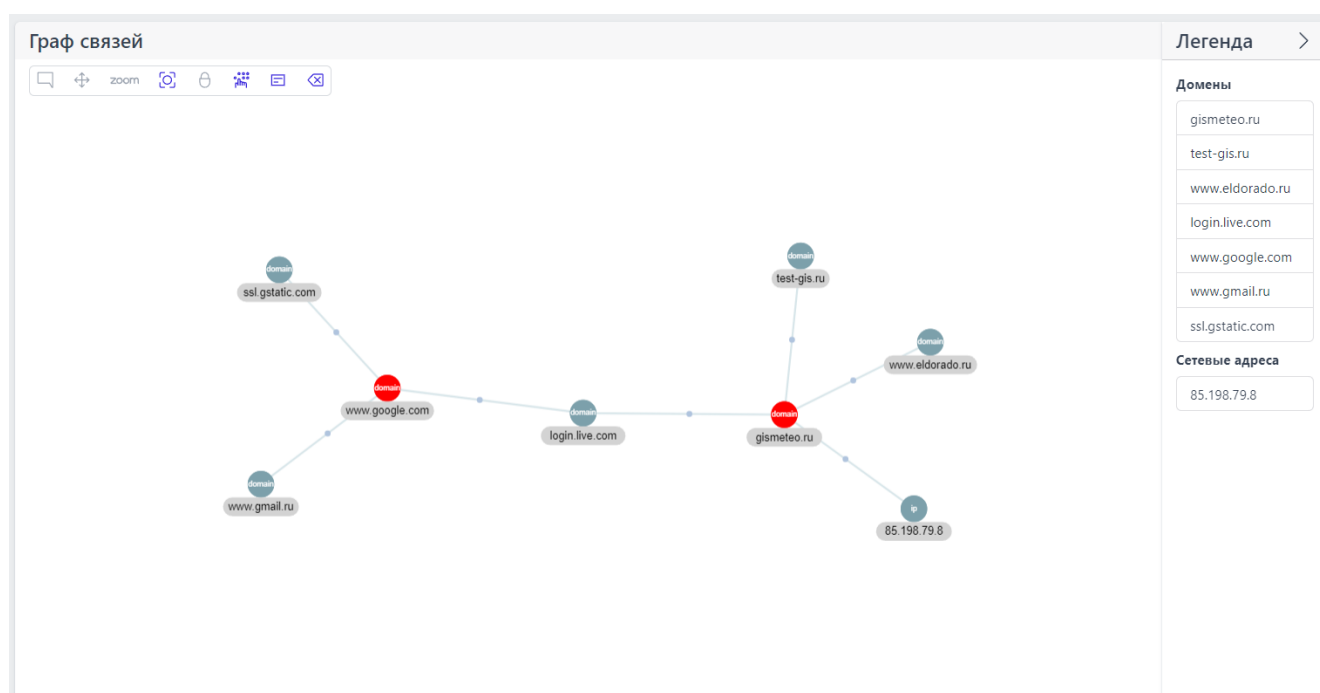 Граф связей
zoom
domain
ssl.gstatic.com
domain
test-gis.ru
domain
www.eldorado.ru
domain
www.google.com
domain
login.live.com
domain
gismeteo.ru
domain
www.gmail.ru
ip
85.198.79.8
Легенда
Домены
gismeteo.ru
test-gis.ru
www.eldorado.ru
login.live.com
www.google.com
www.gmail.ru
ssl.gstatic.com
Сетевые адреса
85.198.79.8